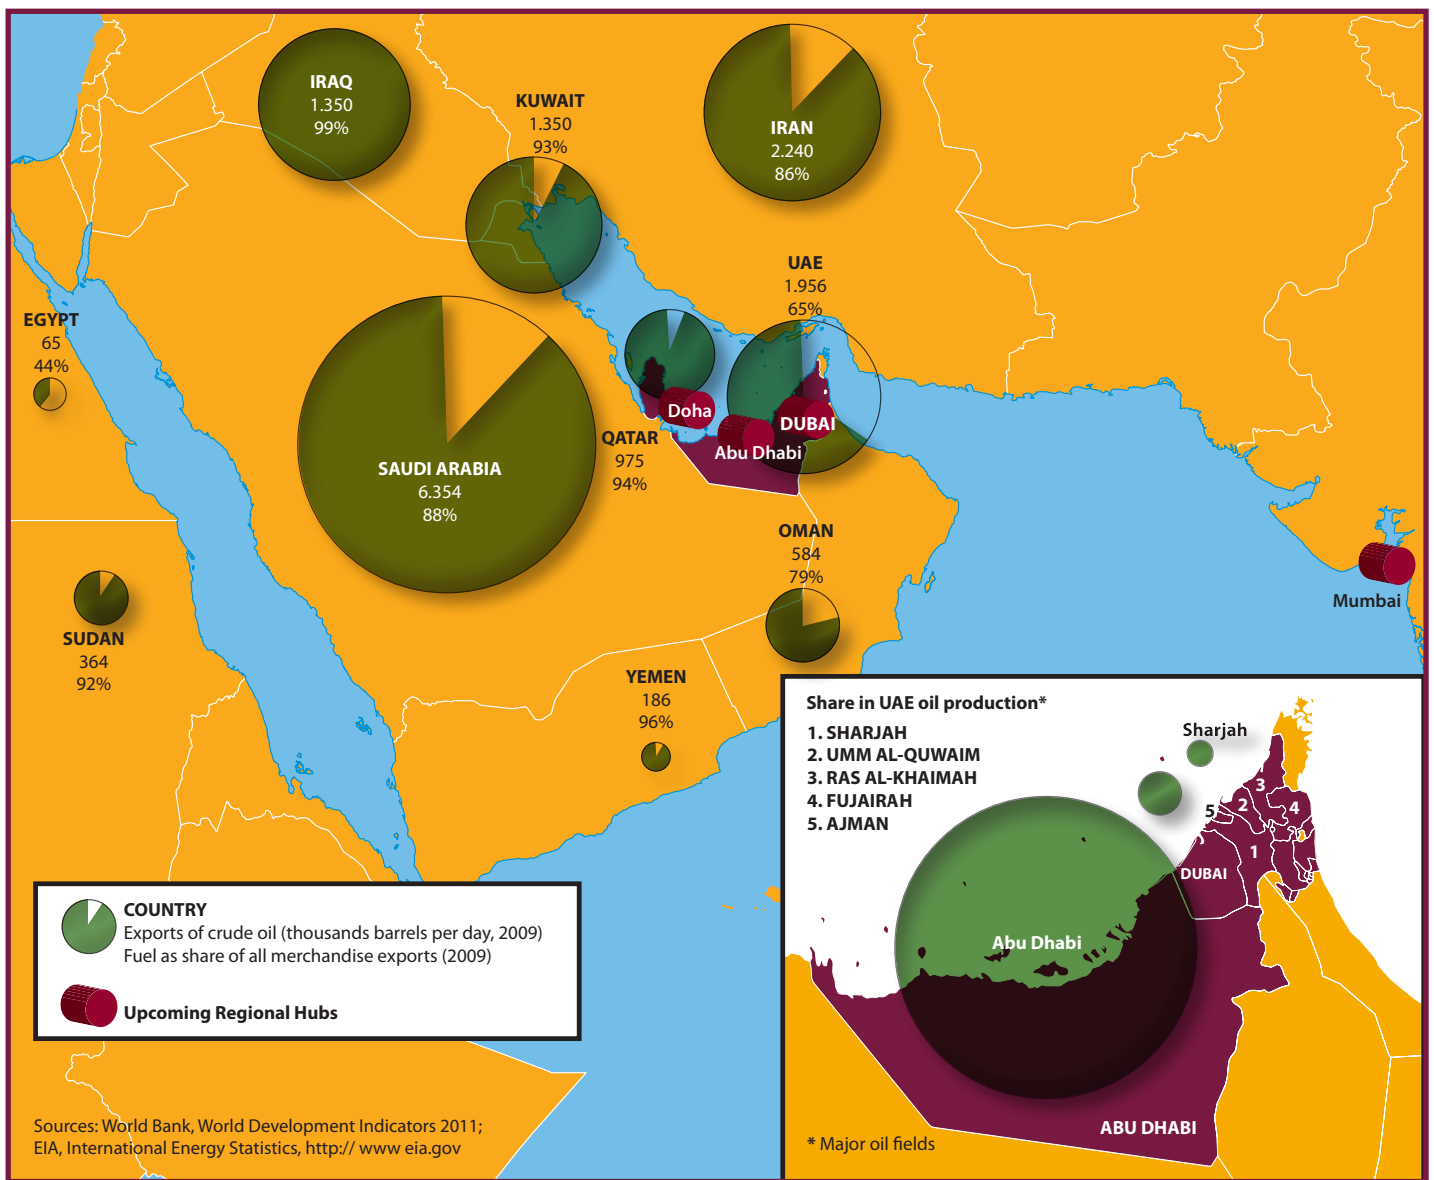 IRAQ
1.350
99%
KUWAIT
1.350
93%
IRAN
2.240
86%
UAE
1.956
65%
EGYPT
65
44%
SAUDI ARABIA
6.354
88%
QATAR
975
94%
Doha
Abu Dhabi
DUBAI
OMAN
584
79%
Mumbai
SUDAN
364
92%
YEMEN
186
96%
Share in UAE oil production*
1. SHARJAH
2. UMM AL-QUWAIM
3. RAS AL-KHAIMAH
4. FUJAIRAH
5. AJMAN
Sharjah
3
5
2
4
1
DUBAI
Abu Dhabi
ABU DHABI
* Major oil fields
COUNTRY
Exports of crude oil (thousands barrels per day, 2009)
Fuel as share of all merchandise exports (2009)
Upcoming Regional Hubs
Sources: World Bank, World Development Indicators 2011;
EIA, International Energy Statistics, http:// www eia.gov